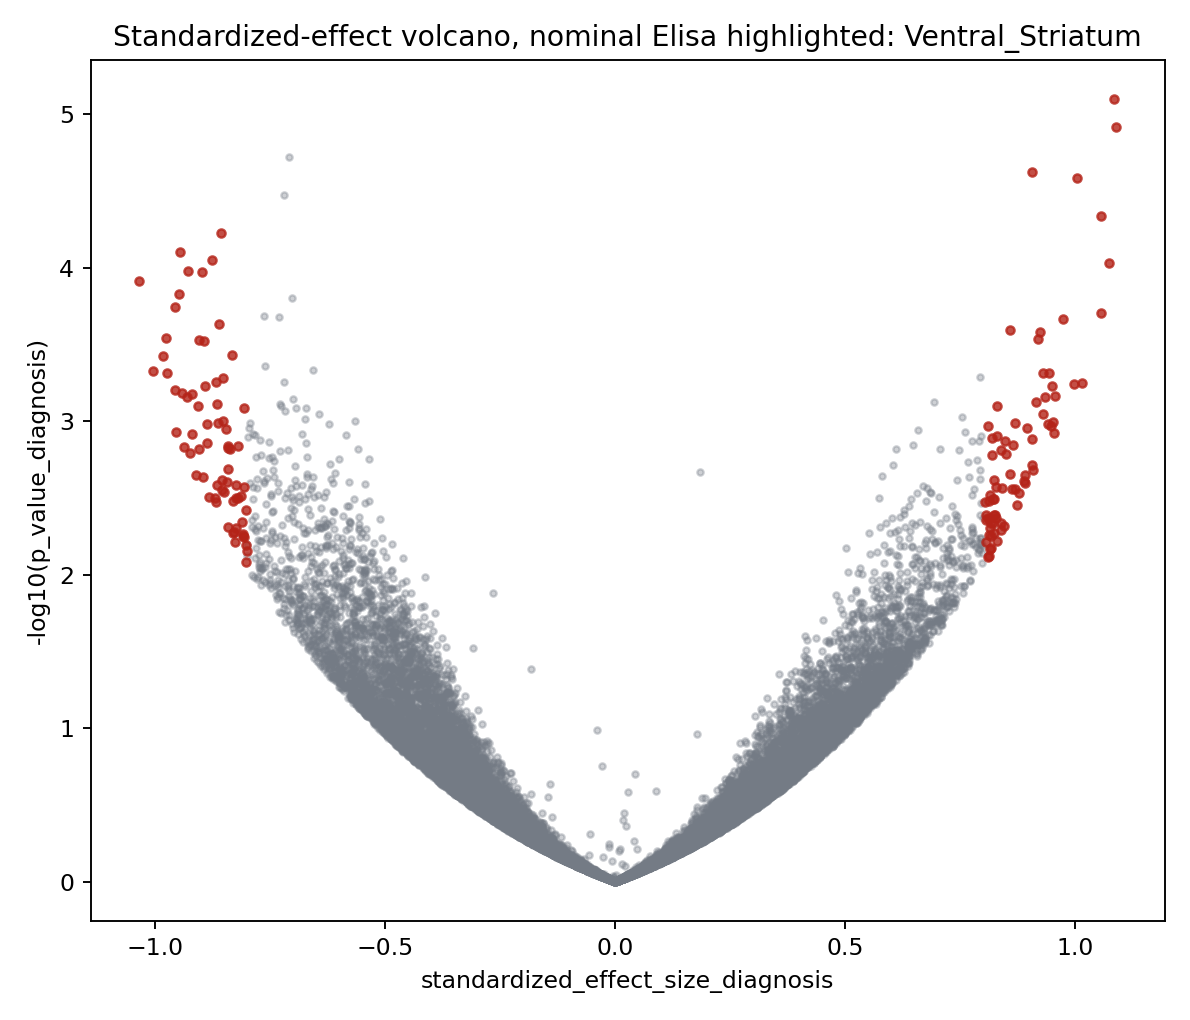 Standardized-effect volcano, nominal Elisa highlighted: Ventral_Striatum
-log10(p_value_diagnosis)
5
4
3
2
1
0
−1.0 −0.5 0.0 0.5 1.0
standardized_effect_size_diagnosis